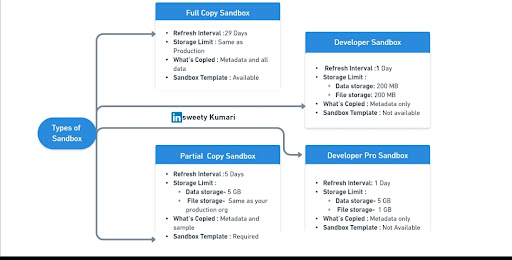 Full Copy Sandbox
• Refresh Interval :29 Days
• Storage Limit : Same as
Production
• What's Copied : Metadata and all
data
• Sandbox Template : Available
Developer Sandbox
• Refresh Interval :1 Day
• Storage Limit :
• Data storage: 200 MB
• File storage: 200 MB
• What's Copied : Metadata only
• Sandbox Template : Not available
in sweety Kumari
Types of
Sandbox
Partial Copy Sandbox
• Refresh Interval :5 Days
• Storage Limit :
• Data storage- 5 GB
• File storage- Same as your
production org
• What's Copied : Metadata and
sample
• Sandbox Template : Required
Developer Pro Sandbox
• Refresh Interval: 1 Day
• Storage Limit :
• Data storage- 5 GB
• File storage- 1 GB
• What's Copied : Metadata only
• Sandbox Template : Not Available